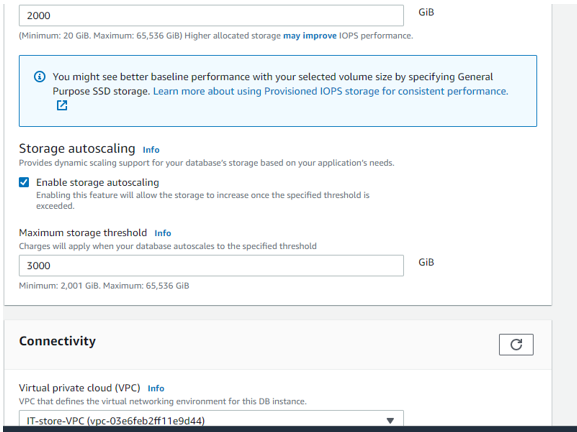 2000
GiB
(Minimum: 20 GiB. Maximum: 65,536 GiB) Higher allocated storage may improve IOPS performance.
You might see better baseline performance with your selected volume size by specifying General
Purpose SSD storage. Learn more about using Provisioned IOPS storage for consistent performance.
Storage autoscaling Info
Provides dynamic scaling support for your database's storage based on your application's needs.
Enable storage autoscaling
Enabling this feature will allow the storage to increase once the specified threshold is
exceeded.
Maximum storage threshold Info
Charges will apply when your database autoscales to the specified threshold
3000
GiB
Minimum: 2,001 GiB. Maximum: 65,536 GiB
Connectivity
Virtual private cloud (VPC) Info
VPC that defines the virtual networking environment for this DB instance.
IT-store-VPC (vpc-03e6feb2ff11e9d44)